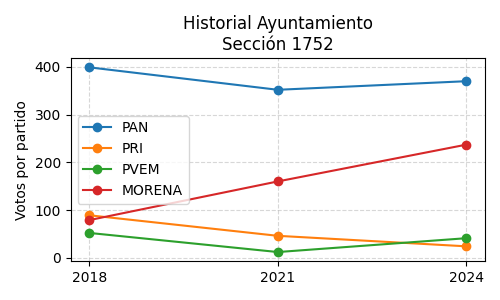 Historial Ayuntamiento
Sección 1752
Votos por partido
400
300
200
100
0
PAN
PRI
PVEM
MORENA
2018
2021
2024